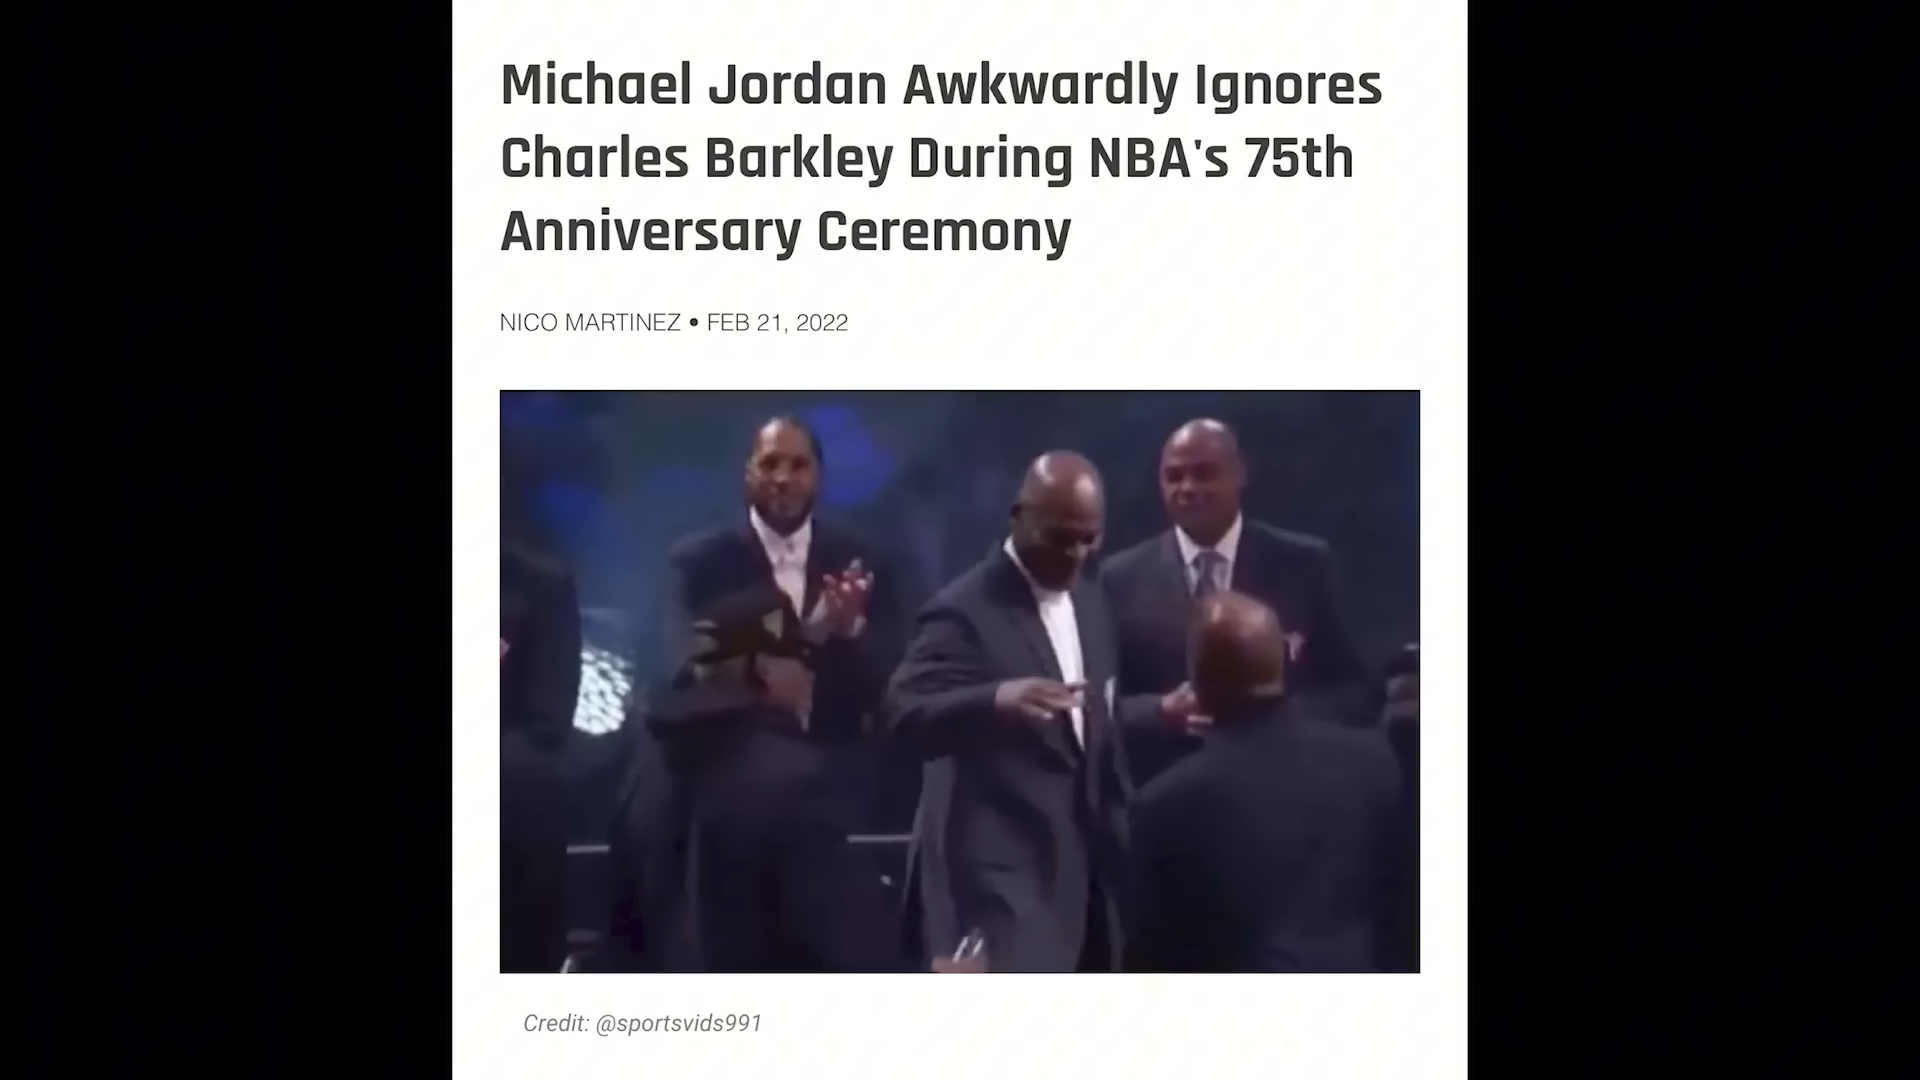 Michael Jordan Awkwardly Ignores
Charles Barkley During NBA's 75th
Anniversary Ceremony
NICO MARTINEZ • FEB 21, 2022
Credit: @sportsvids991